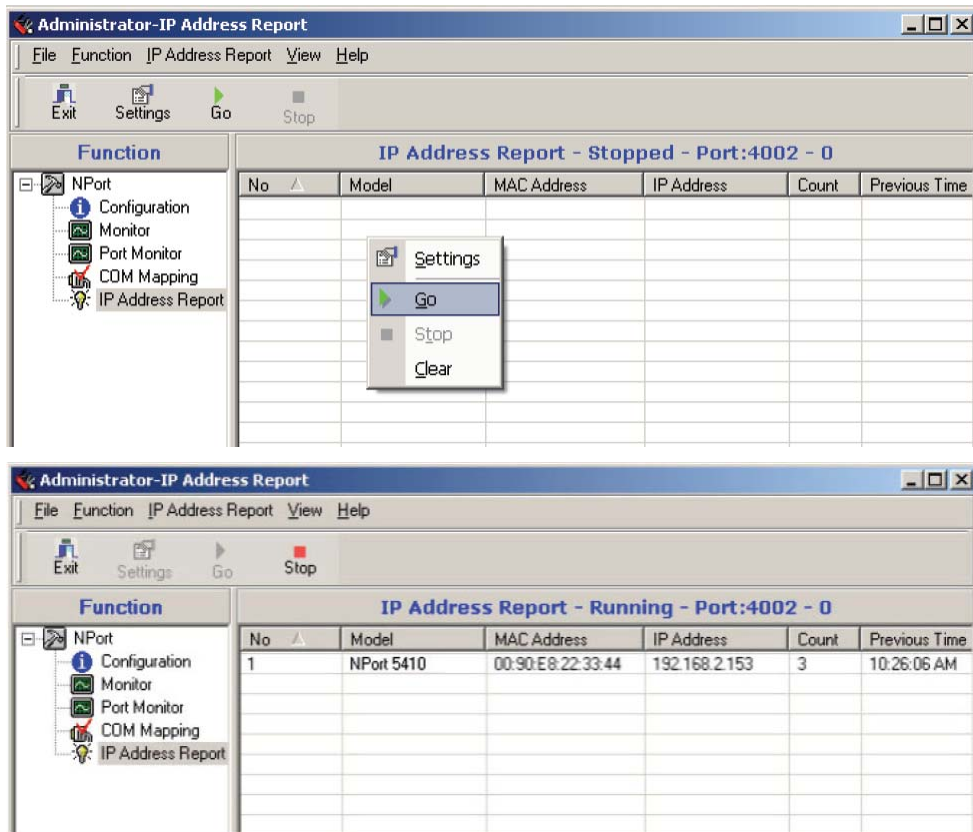 Administrator-IP Address Report
File Function IP Address Report View Help
Exit Settings Go Stop
Function
IP Address Report - Stopped - Port:4002 - 0
NPort
Configuration
Monitor
Port Monitor
COM Mapping
IP Address Report
No Model MAC Address IP Address Count Previous Time
Settings
Go
Stop
Clear
Administrator-IP Address Report
File Function IP Address Report View Help
Exit Settings Go Stop
Function
IP Address Report - Running - Port:4002 - 0
NPort
Configuration
Monitor
Port Monitor
COM Mapping
IP Address Report
No Model MAC Address IP Address Count Previous Time
1 NPort 5410 00:90:E8:22:33:44 192.168.2.153 3 10:26:06 AM